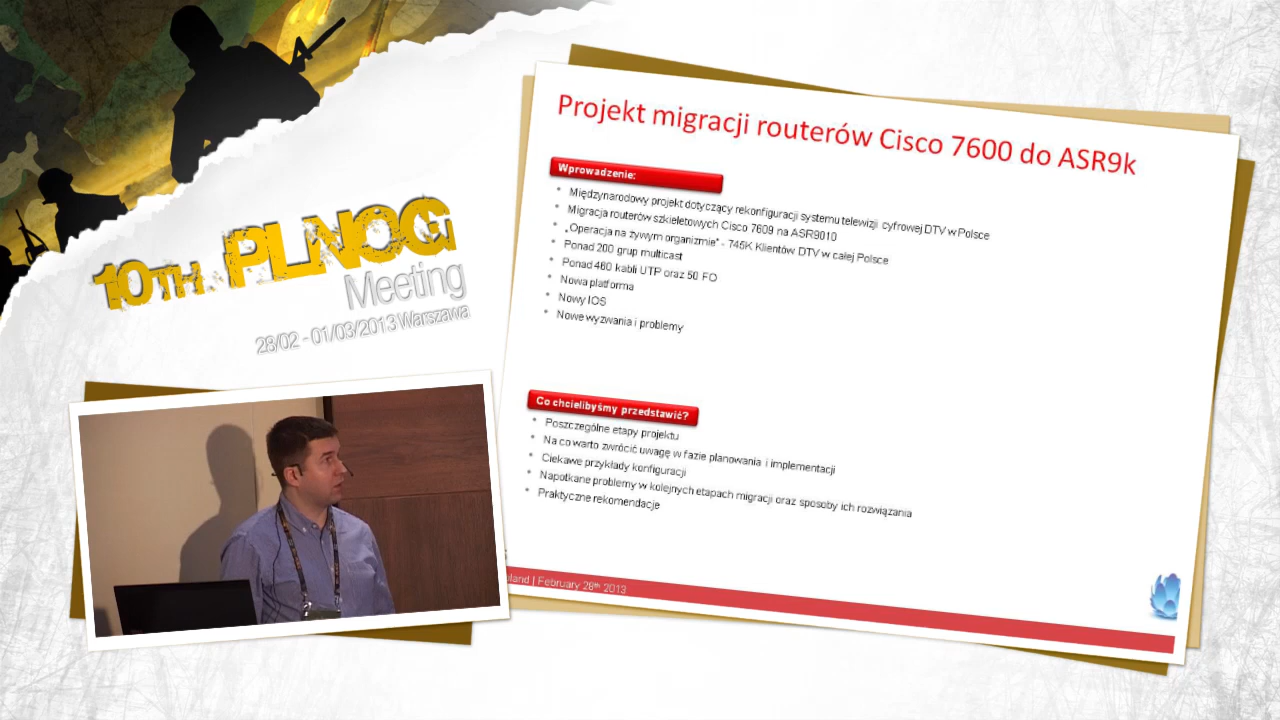 10TH PLNOG
Meeting
28/02 - 01/03/2013 Warszawa
Projekt migracji routerów Cisco 7600 do ASR9k
Wprowadzenie:
• Międzynarodowy projekt dotyczący rekonfiguracji systemu telewizji cyfrowej DTV w Polsce
• Migracja routerów szkieletowych Cisco 7609 na ASR9010
• „Operacja na żywym organizmie" - 746K Klientów DTV w całej Polsce
• Ponad 200 grup multicast
• Ponad 460 kabli UTP oraz 50 FO
• Nowa platforma
• Nowy IOS
• Nowe wyzwania i problemy
Co chcielibyśmy przedstawić?
• Poszczególne etapy projektu
• Na co warto zwrócić uwagę w fazie planowania i implementacji
• Ciekawe przykłady konfiguracji
• Napotkane problemy w kolejnych etapach migracji oraz sposoby ich rozwiązania
• Praktyczne rekomendacje
| February 28th 2013